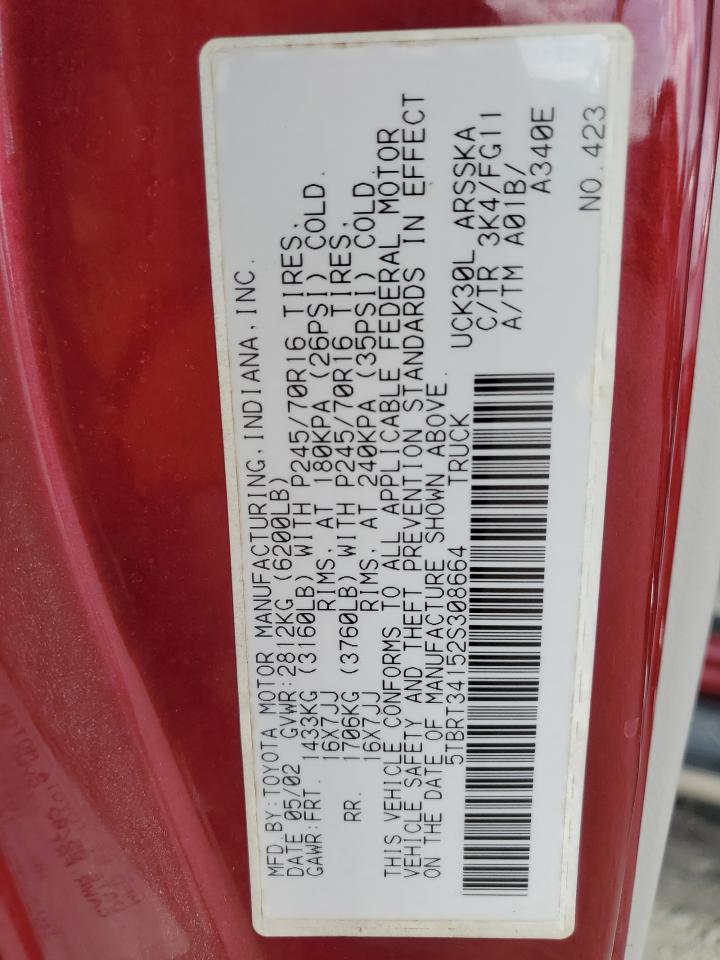 MFD.BY:TOYOTA MOTOR MANUFACTURING,INDIANA,INC.
DATE 05/02 GVWR:2812KG (6200LB)
GAWR:FRT. 1433KG (3160LB) WITH P245/70R16 TIRES,
16X7JJ RIMS, AT 180KPA (26PSI) COLD.
RR. 1706KG (3760LB) WITH P245/70R16 TIRES,
16X7JJ RIMS, AT 240KPA (35PSI) COLD.
THIS VEHICLE CONFORMS TO ALL APPLICABLE FEDERAL MOTOR
VEHICLE SAFETY AND THEFT PREVENTION STANDARDS IN EFFECT
ON THE DATE OF MANUFACTURE SHOWN ABOVE.
5TBRT34152S308664 TRUCK
UCK30L ARSSKA
C/TR 3K4/FG11
A/TM A01B/
A340E
NO.423